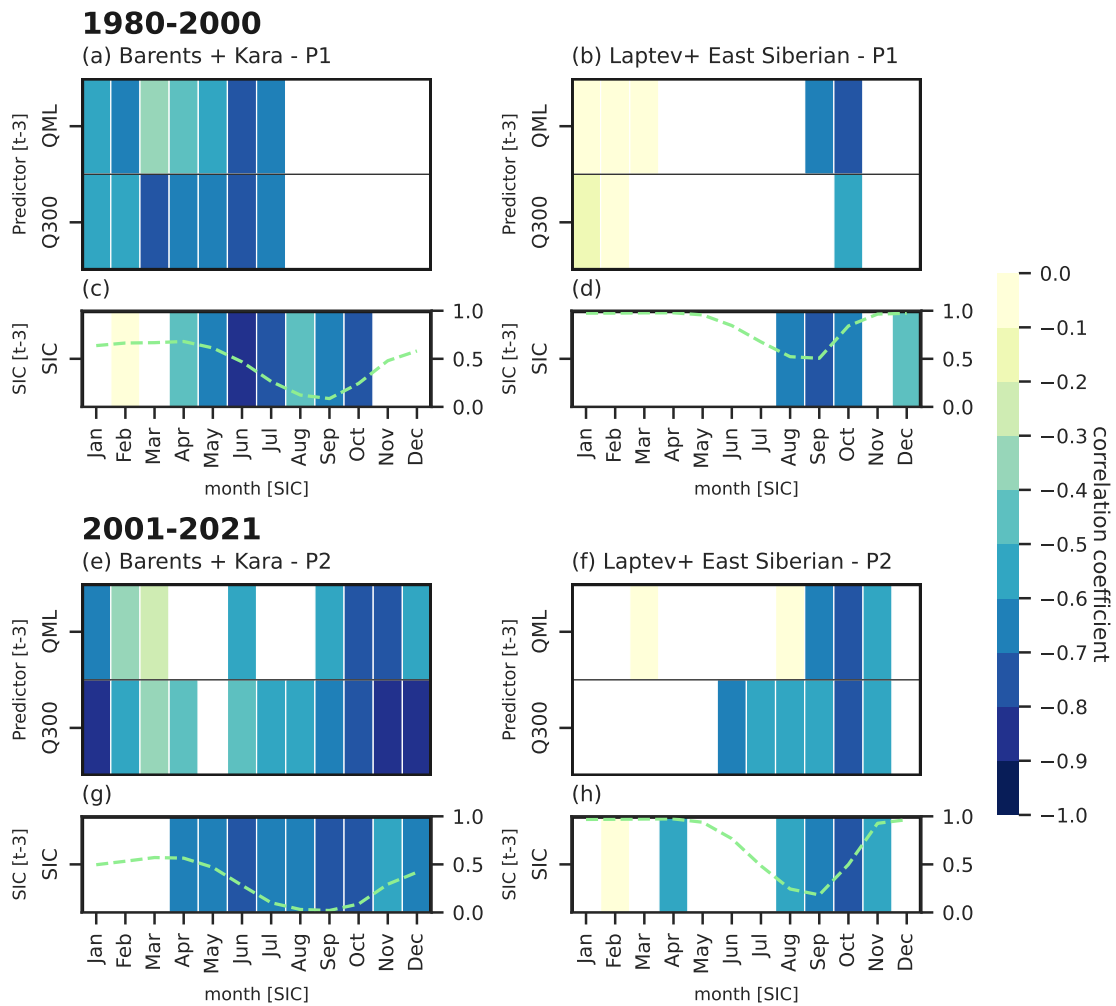 1980-2000
(a) Barents + Kara - P1
(b) Laptev+ East Siberian - P1
Predictor [t-3]
QML
Q300
Predictor [t-3]
QML
Q300
(c)
(d)
SIC [t-3]
SIC
1.0
0.5
0.0
SIC [t-3]
SIC
1.0
0.5
0.0
Jan Feb Mar Apr May Jun Jul Aug Sep Oct Nov Dec
Jan Feb Mar Apr May Jun Jul Aug Sep Oct Nov Dec
month [SIC]
month [SIC]
2001-2021
(e) Barents + Kara - P2
(f) Laptev+ East Siberian - P2
Predictor [t-3]
QML
Q300
Predictor [t-3]
QML
Q300
(g)
(h)
SIC [t-3]
SIC
1.0
0.5
0.0
SIC [t-3]
SIC
1.0
0.5
0.0
Jan Feb Mar Apr May Jun Jul Aug Sep Oct Nov Dec
Jan Feb Mar Apr May Jun Jul Aug Sep Oct Nov Dec
month [SIC]
month [SIC]
0.0
−0.1
−0.2
−0.3
−0.4
−0.5
−0.6
−0.7
−0.8
−0.9
−1.0
correlation coefficient